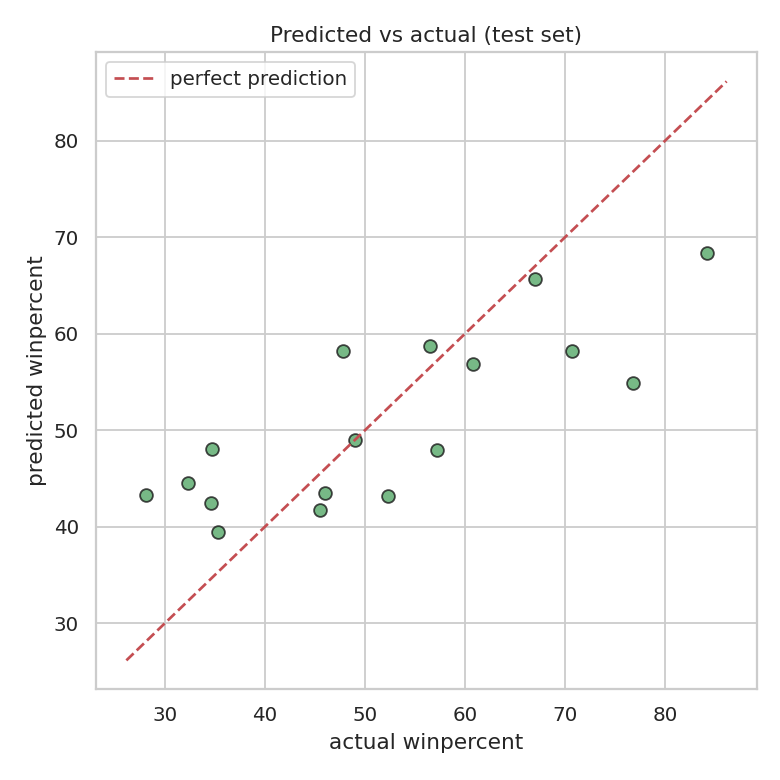 Predicted vs actual (test set)
perfect prediction
predicted winpercent
80
70
60
50
40
30
30 40 50 60 70 80
actual winpercent